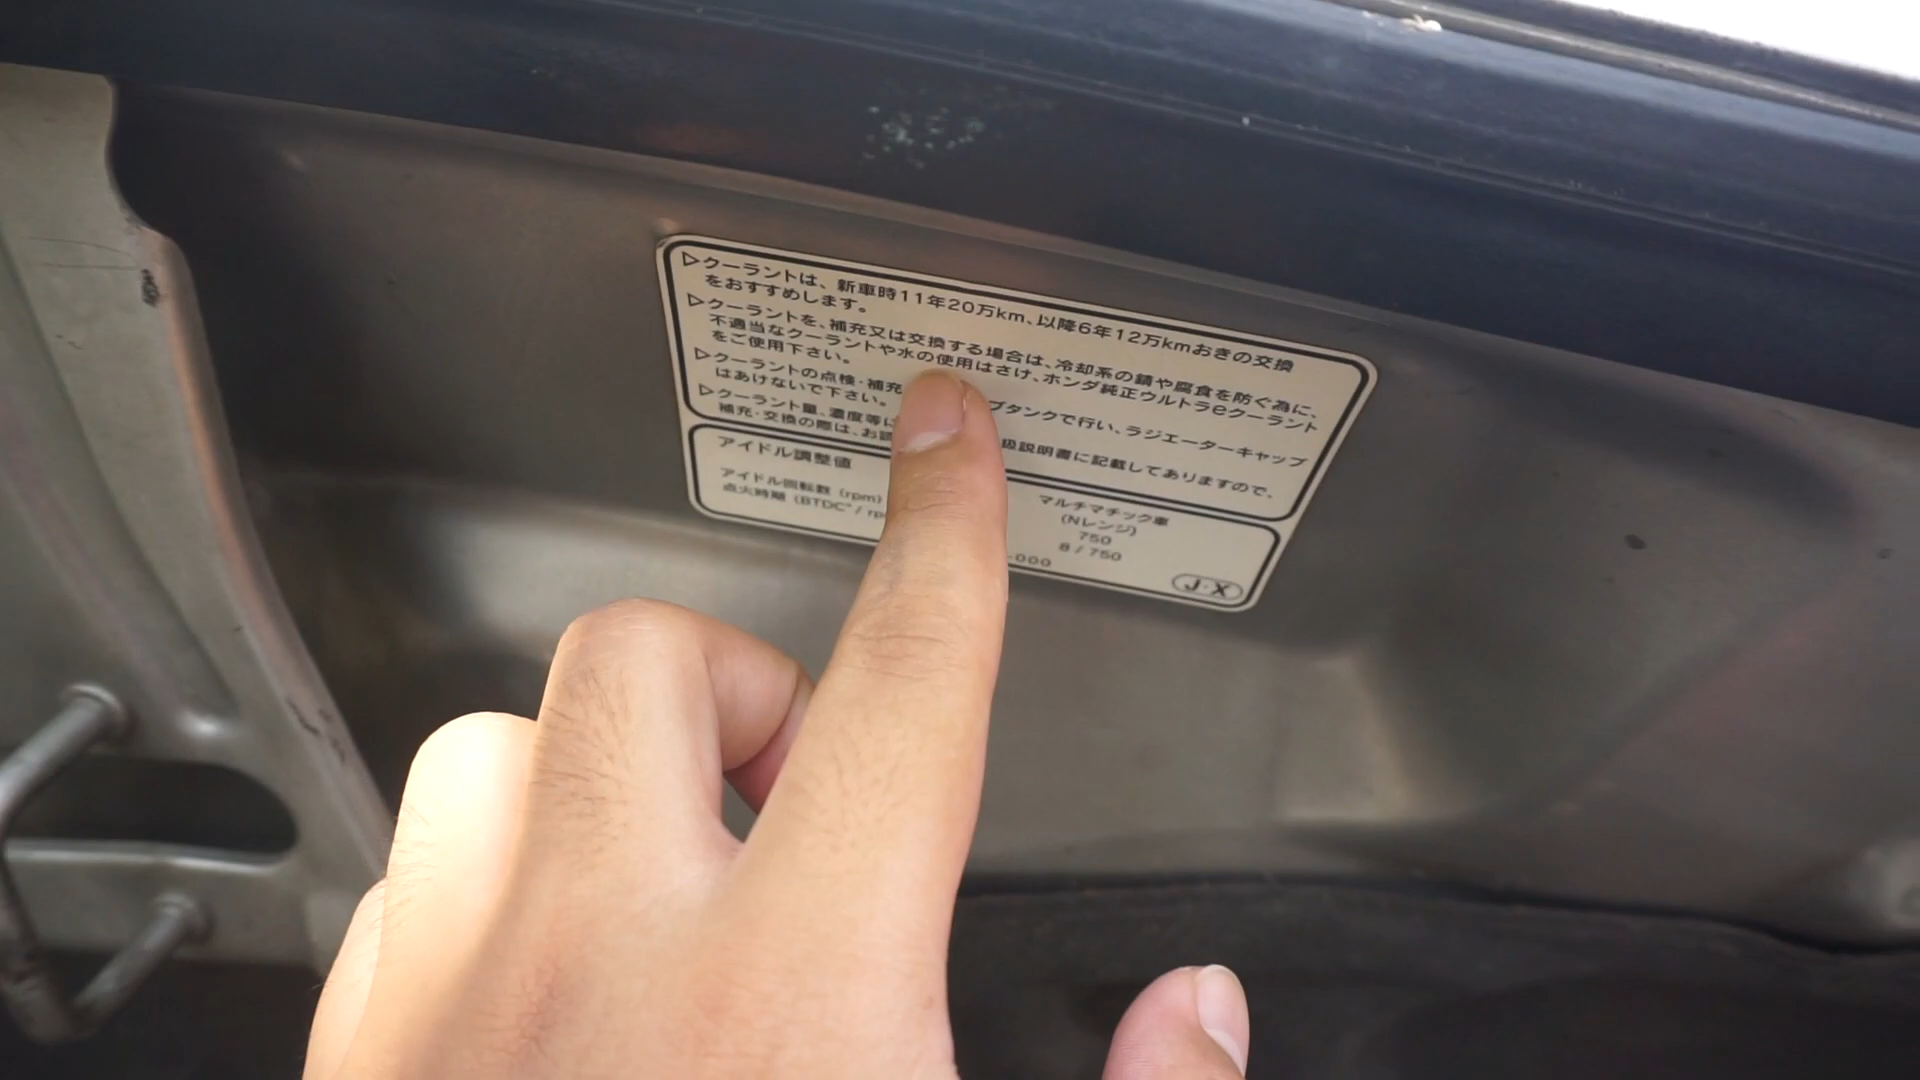 ▷クーラントは、新車時11年20万km、以降6年12万kmおきの交換
をおすすめします。
▷クーラントを、補充又は交換する場合は、冷却系の錆や腐食を防ぐ為に、
不適当なクーラントや水の使用はさけ、ホンダ純正ウルトラeクーラント
をご使用下さい。
▷クーラントの点検・補充 ブタンクで行い、ラジエーターキャップ
はあけないで下さい。
▷クーラント量、濃度等に 扱説明書に記載してありますので、
補充・交換の際は、お読
アイドル調整値
マルチマチック車
(Nレンジ)
アイドル回転数 (rpm) 750
点火時期 (BTDC°/rp 8/750
-000
J·X